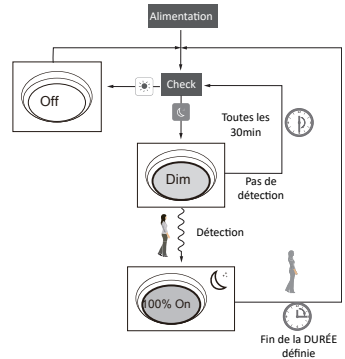 Alimentation
Check
Off
Toutes les
30min
Dim
Pas de
détection
Détection
100% On
Fin de la DURÉE
définie